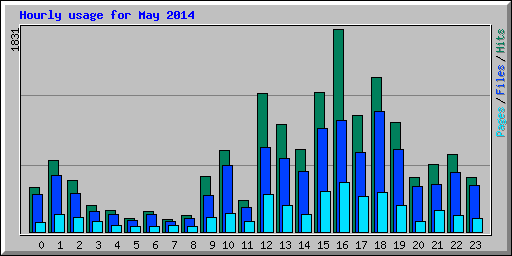 Hourly usage for May 2014
1831
Pages / Files / Hits
0 1 2 3 4 5 6 7 8 9 10 11 12 13 14 15 16 17 18 19 20 21 22 23